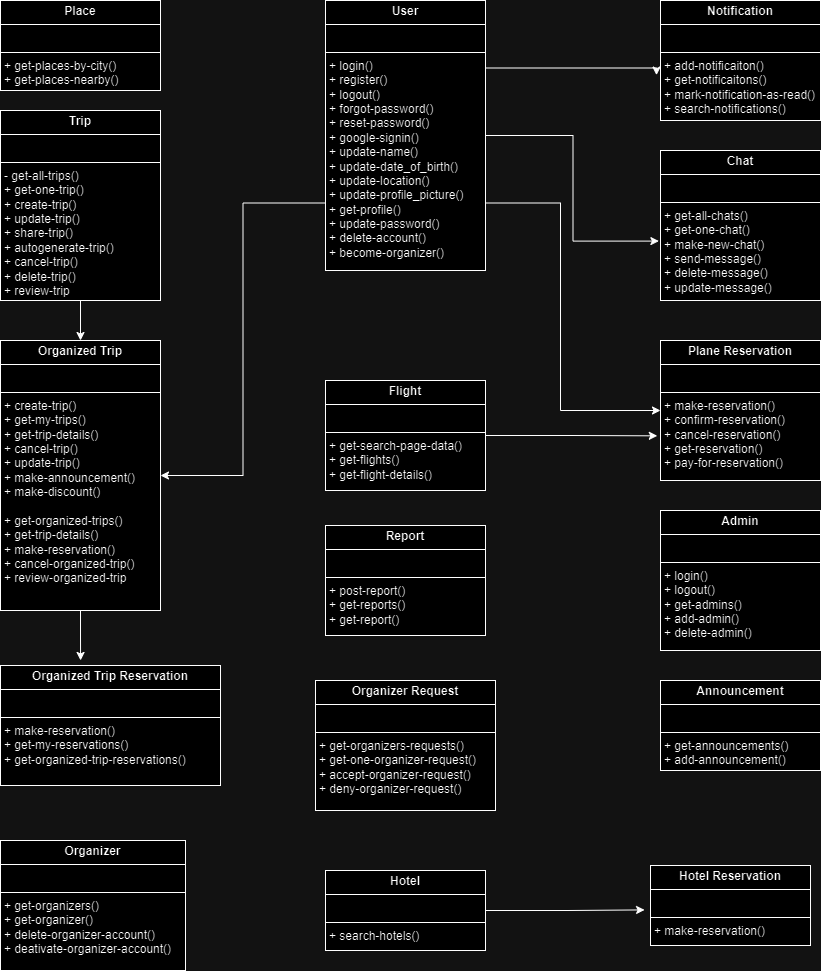 Place
+ get-places-by-city()
+ get-places-nearby()
Trip
- get-all-trips()
+ get-one-trip()
+ create-trip()
+ update-trip()
+ share-trip()
+ autogenerate-trip()
+ cancel-trip()
+ delete-trip()
+ review-trip
Organized Trip
+ create-trip()
+ get-my-trips()
+ get-trip-details()
+ cancel-trip()
+ update-trip()
+ make-announcement()
+ make-discount()
+ get-organized-trips()
+ get-trip-details()
+ make-reservation()
+ cancel-organized-trip()
+ review-organized-trip
Organized Trip Reservation
+ make-reservation()
+ get-my-reservations()
+ get-organized-trip-reservations()
Organizer
+ get-organizers()
+ get-organizer()
+ delete-organizer-account()
+ deativate-organizer-account()
User
+ login()
+ register()
+ logout()
+ forgot-password()
+ reset-password()
+ google-signin()
+ update-name()
+ update-date_of_birth()
+ update-location()
+ update-profile_picture()
+ get-profile()
+ update-password()
+ delete-account()
+ become-organizer()
Flight
+ get-search-page-data()
+ get-flights()
+ get-flight-details()
Report
+ post-report()
+ get-reports()
+ get-report()
Organizer Request
+ get-organizers-requests()
+ get-one-organizer-request()
+ accept-organizer-request()
+ deny-organizer-request()
Hotel
+ search-hotels()
Notification
+ add-notificaiton()
+ get-notificaitons()
+ mark-notification-as-read()
+ search-notifications()
Chat
+ get-all-chats()
+ get-one-chat()
+ make-new-chat()
+ send-message()
+ delete-message()
+ update-message()
Plane Reservation
+ make-reservation()
+ confirm-reservation()
+ cancel-reservation()
+ get-reservation()
+ pay-for-reservation()
Admin
+ login()
+ logout()
+ get-admins()
+ add-admin()
+ delete-admin()
Announcement
+ get-announcements()
+ add-announcement()
Hotel Reservation
+ make-reservation()